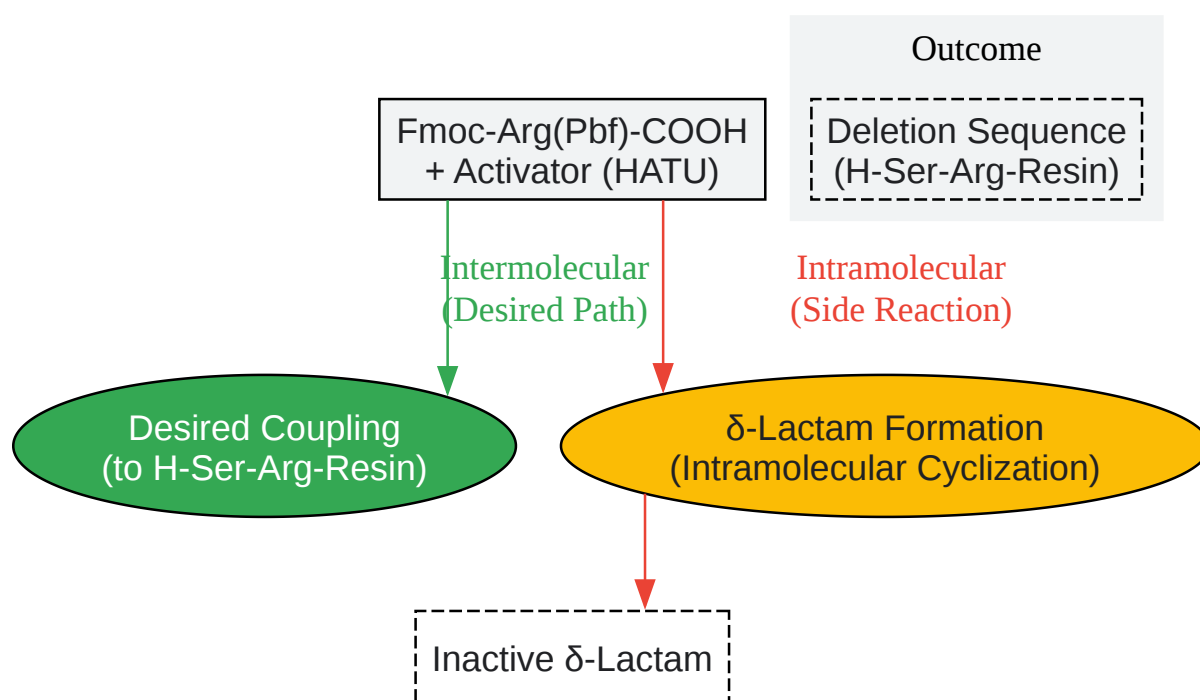 Outcome
Fmoc-Arg(Pbf)-COOH
+ Activator (HATU)
Deletion Sequence
(H-Ser-Arg-Resin)
Intermolecular
(Desired Path)
Intramolecular
(Side Reaction)
Desired Coupling
(to H-Ser-Arg-Resin)
δ-Lactam Formation
(Intramolecular Cyclization)
Inactive δ-Lactam